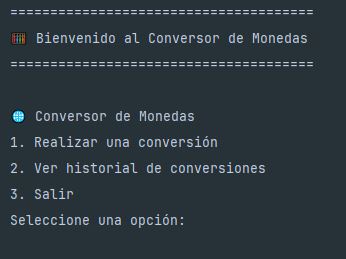 ====================================
🧮 Bienvenido al Conversor de Monedas
====================================
🌐 Conversor de Monedas
1. Realizar una conversión
2. Ver historial de conversiones
3. Salir
Seleccione una opción: